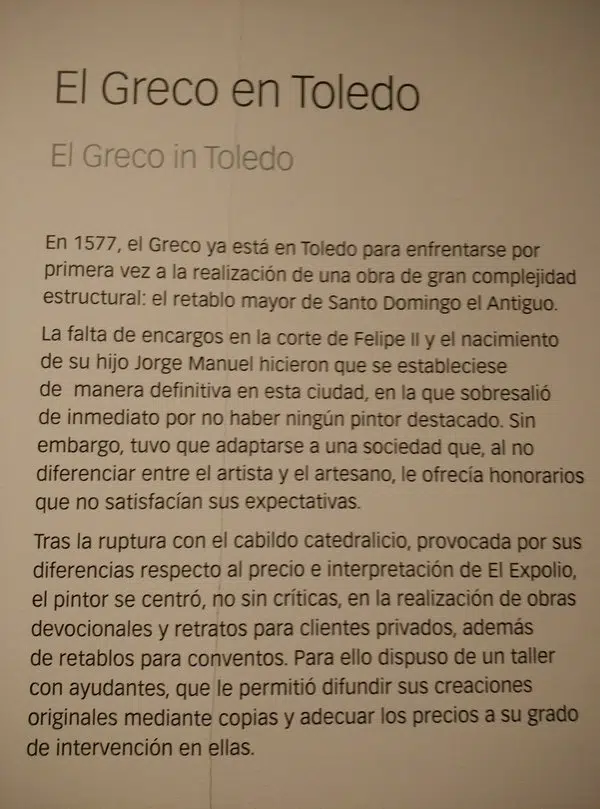 El Greco en Toledo
El Greco in Toledo
En 1577, el Greco ya está en Toledo para enfrentarse por
primera vez a la realización de una obra de gran complejidad
estructural: el retablo mayor de Santo Domingo el Antiguo.
La falta de encargos en la corte de Felipe II y el nacimiento
de su hijo Jorge Manuel hicieron que se estableciese
de manera definitiva en esta ciudad, en la que sobresalió
de inmediato por no haber ningún pintor destacado. Sin
embargo, tuvo que adaptarse a una sociedad que, al no
diferenciar entre el artista y el artesano, le ofrecía honorarios
que no satisfacían sus expectativas.
Tras la ruptura con el cabildo catedralicio, provocada por sus
diferencias respecto al precio e interpretación de El Expolio,
el pintor se centró, no sin críticas, en la realización de obras
devocionales y retratos para clientes privados, además
de retablos para conventos. Para ello dispuso de un taller
con ayudantes, que le permitió difundir sus creaciones
originales mediante copias y adecuar los precios a su grado
de intervención en ellas.